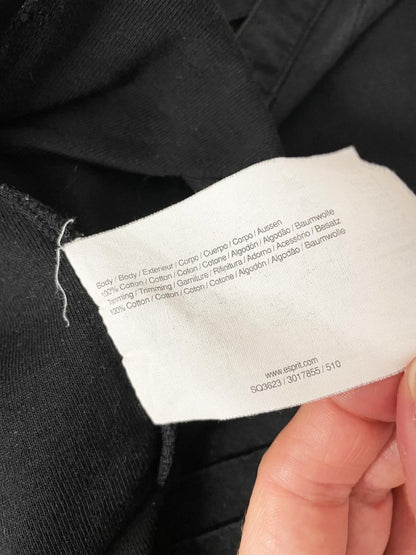 Body / Body / Exterieur / Corpo / Cuerpo / Corpo / Aussen
100% Cotton / Cotton / Coton / Cotone / Algodón / Algodão / Baumwolle
Trimming / Trimming / Garniture / Rifinitura / Adorno / Acessório / Besatz
100% Cotton / Cotton / Coton / Cotone / Algodón / Algodão / Baumwolle
www.esprit.com
SQ3623 / 3017855 / 510